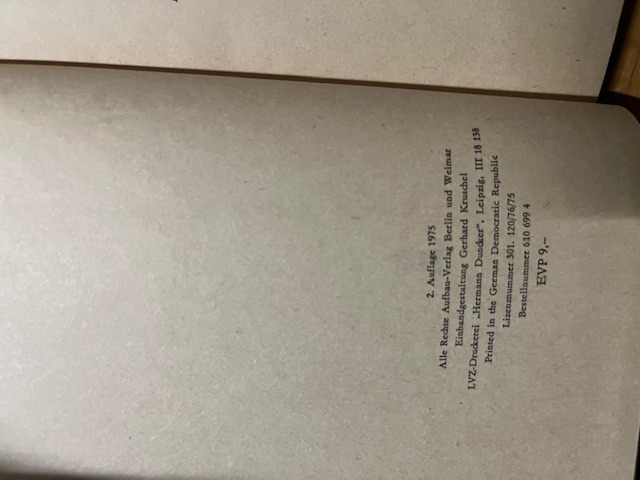 2. Auflage 1975
Alle Rechte Aufbau-Verlag Berlin und Weimar
Einbandgestaltung Gerhard Kruschel
LVZ-Druckerei „Hermann Duncker“, Leipzig, III 18 138
Printed in the German Democratic Republic
Lizenznummer 301. 120/76/75
Bestellnummer 610 699 4
EVP 9,–